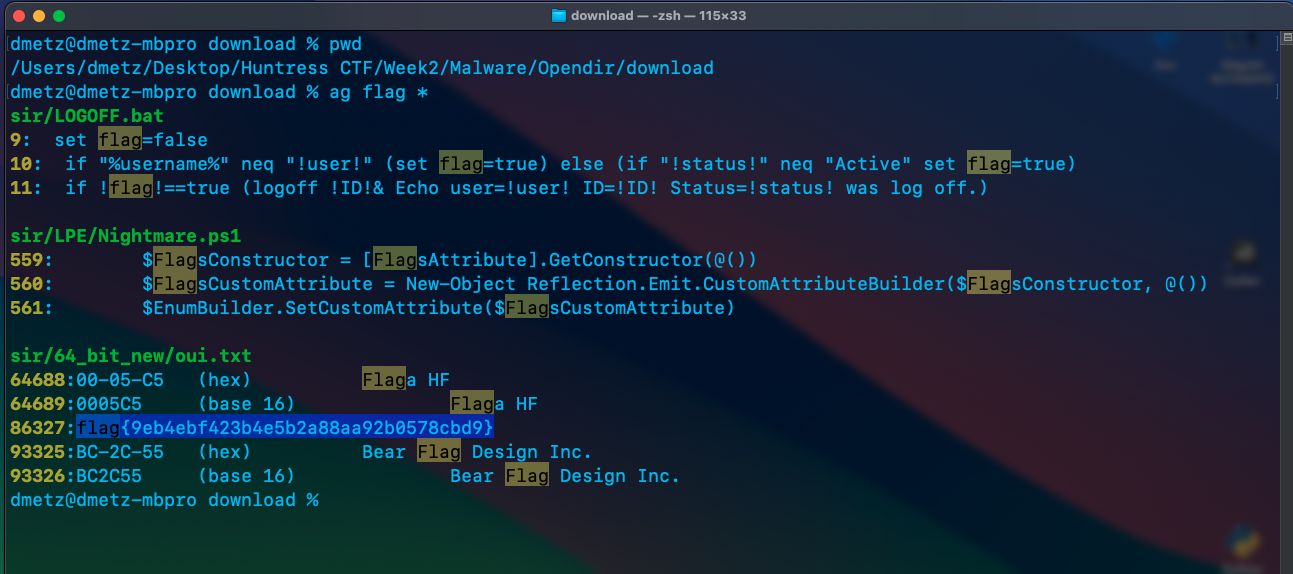 download — -zsh — 115×33
dmetz@dmetz-mbpro download % pwd
/Users/dmetz/Desktop/Huntress CTF/Week2/Malware/Opendir/download
dmetz@dmetz-mbpro download % ag flag *
sir/LOGOFF.bat
9:  set flag=false
10:  if "%username%" neq "!user!" (set flag=true) else (if "!status!" neq "Active" set flag=true)
11:  if !flag!==true (logoff !ID!& Echo user=!user! ID=!ID! Status=!status! was log off.)
sir/LPE/Nightmare.ps1
559:        $FlagsConstructor = [FlagsAttribute].GetConstructor(@())
560:        $FlagsCustomAttribute = New-Object Reflection.Emit.CustomAttributeBuilder($FlagsConstructor, @())
561:        $EnumBuilder.SetCustomAttribute($FlagsCustomAttribute)
sir/64_bit_new/oui.txt
64688:00-05-C5   (hex)          Flaga HF
64689:0005C5     (base 16)              Flaga HF
86327:flag{9eb4ebf423b4e5b2a88aa92b0578cbd9}
93325:BC-2C-55   (hex)          Bear Flag Design Inc.
93326:BC2C55     (base 16)              Bear Flag Design Inc.
dmetz@dmetz-mbpro download %